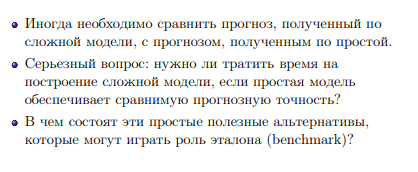 Иногда необходимо сравнить прогноз, полученный по
сложной модели, с прогнозом, полученным по простой.
Серьезный вопрос: нужно ли тратить время на
построение сложной модели, если простая модель
обеспечивает сравнимую прогнозную точность?
В чем состоят эти простые полезные альтернативы,
которые могут играть роль эталона (benchmark)?